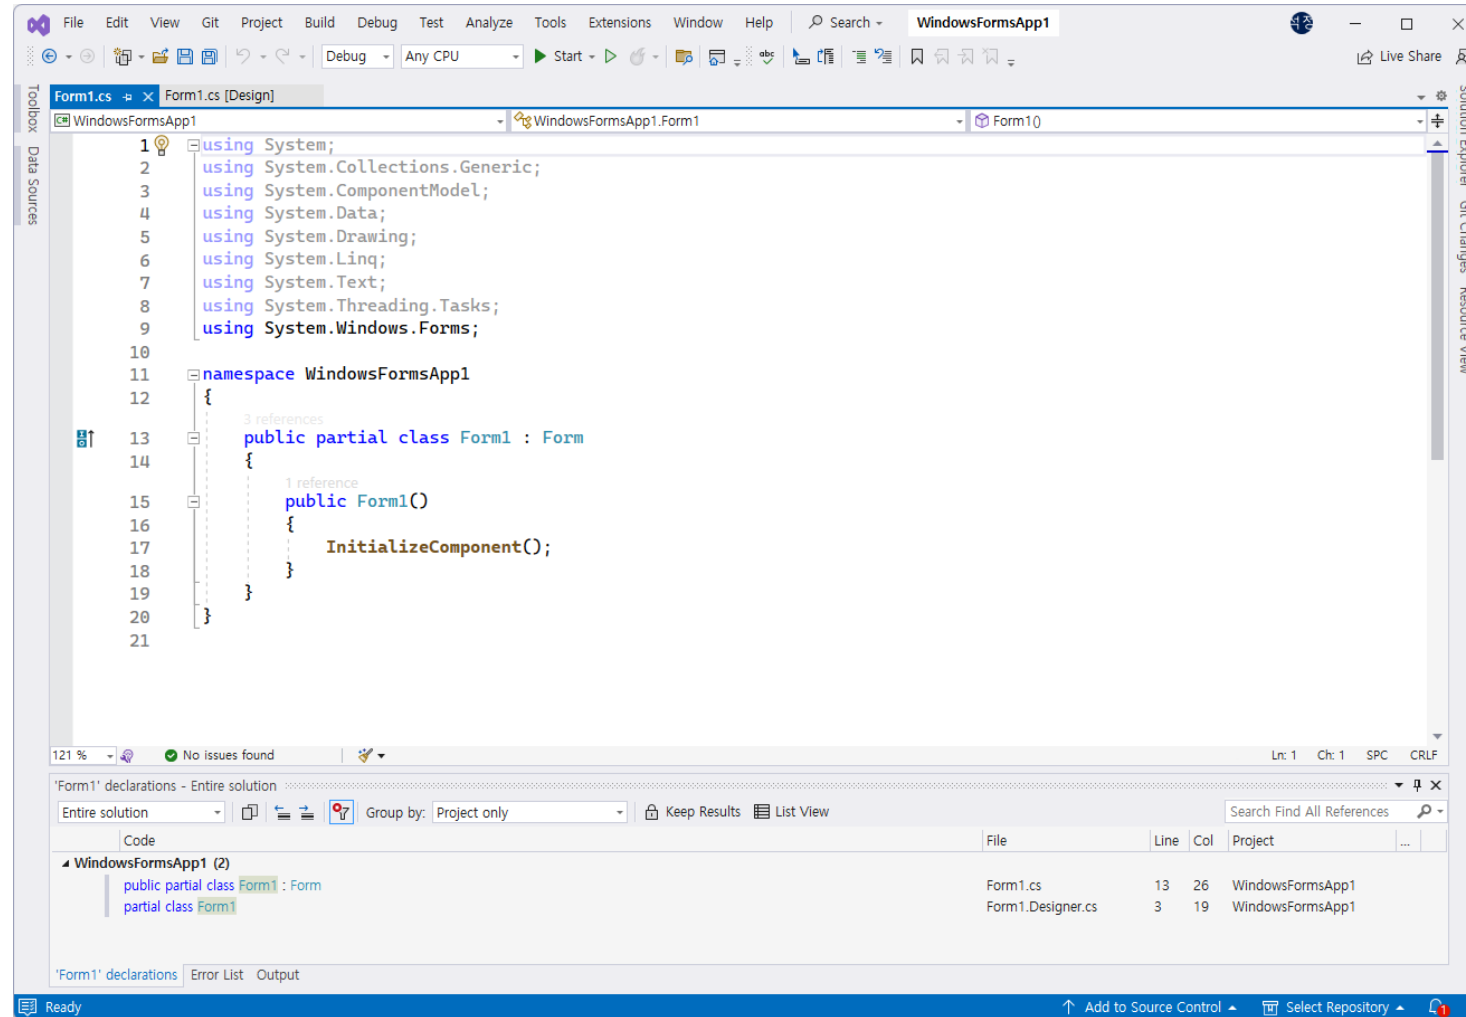 File Edit View Git Project Build Debug Test Analyze Tools Extensions Window Help Search WindowsFormsApp1
Debug Any CPU Start Live Share
Form1.cs Form1.cs [Design]
WindowsFormsApp1 WindowsFormsApp1.Form1 Form1()
Toolbox
Data Sources
Solution Explorer
Git Changes
Resource View
1 using System;
2 using System.Collections.Generic;
3 using System.ComponentModel;
4 using System.Data;
5 using System.Drawing;
6 using System.Linq;
7 using System.Text;
8 using System.Threading.Tasks;
9 using System.Windows.Forms;
10
11 namespace WindowsFormsApp1
12 {
3 references
13 public partial class Form1 : Form
14 {
1 reference
15 public Form1()
16 {
17 InitializeComponent();
18 }
19 }
20 }
21
121 % No issues found Ln: 1 Ch: 1 SPC CRLF
'Form1' declarations - Entire solution
Entire solution Group by: Project only Keep Results List View Search Find All References
Code File Line Col Project ...
WindowsFormsApp1 (2)
public partial class Form1 : Form Form1.cs 13 26 WindowsFormsApp1
partial class Form1 Form1.Designer.cs 3 19 WindowsFormsApp1
'Form1' declarations Error List Output
Ready Add to Source Control Select Repository 1